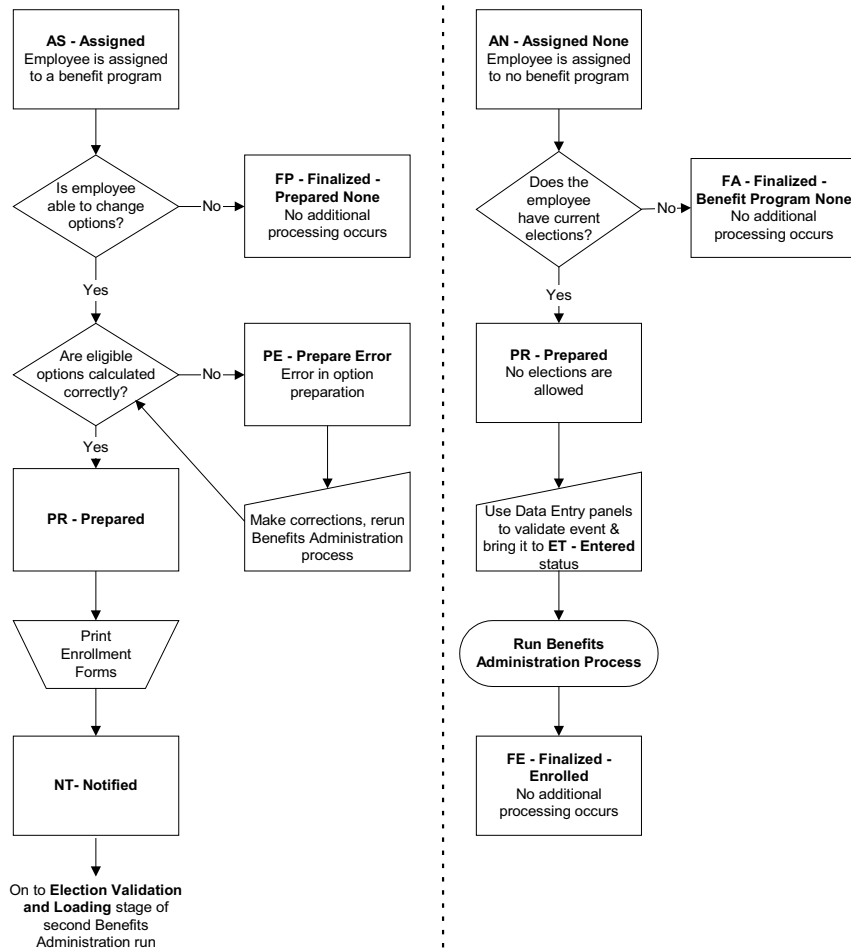 AS - Assigned
Employee is assigned
to a benefit program
Is employee
able to change
options?
No
FP - Finalized -
Prepared None
No additional
processing occurs
Yes
Are eligible
options calculated
correctly?
No
PE - Prepare Error
Error in option
preparation
Yes
PR - Prepared
Make corrections, rerun
Benefits Administration
process
Print
Enrollment
Forms
NT- Notified
On to Election Validation
and Loading stage of
second Benefits
Administration run
AN - Assigned None
Employee is assigned
to no benefit program
Does the
employee
have current
elections?
No
FA - Finalized -
Benefit Program None
No additional
processing occurs
Yes
PR - Prepared
No elections are
allowed
Use Data Entry panels
to validate event &
bring it to ET - Entered
status
Run Benefits
Administration Process
FE - Finalized -
Enrolled
No additional
processing occurs